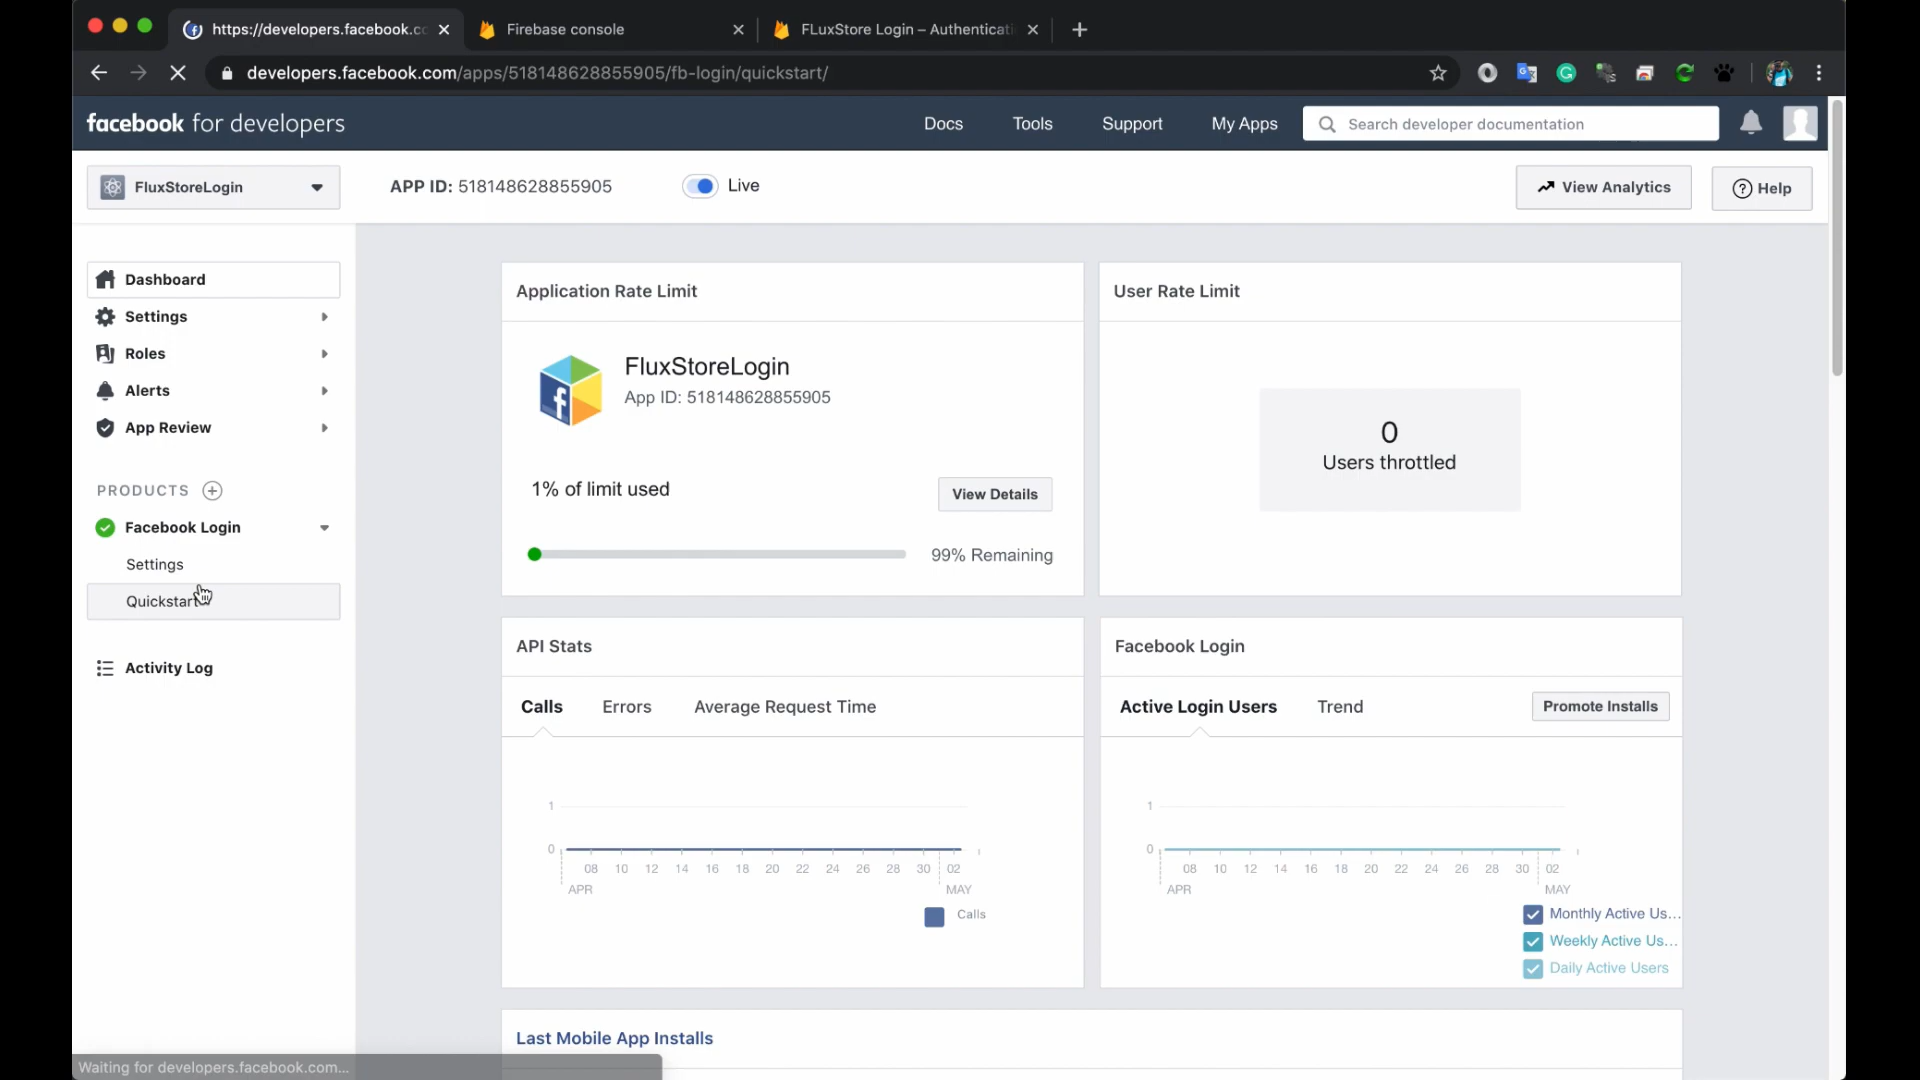 https://developers.facebook.co
Firebase console
FLuxStore Login – Authenticati
developers.facebook.com/apps/518148628855905/fb-login/quickstart/
facebook for developers
Docs
Tools
Support
My Apps
Search developer documentation
FluxStoreLogin
APP ID: 518148628855905
Live
View Analytics
Help
Dashboard
Settings
Roles
Alerts
App Review
PRODUCTS
Facebook Login
Settings
Quickstart
Activity Log
Application Rate Limit
FluxStoreLogin
App ID: 518148628855905
1% of limit used
View Details
99% Remaining
User Rate Limit
0
Users throttled
API Stats
Calls Errors Average Request Time
1
0
08 10 12 14 16 18 20 22 24 26 28 30 02
APR MAY
Calls
Facebook Login
Active Login Users Trend Promote Installs
1
0
08 10 12 14 16 18 20 22 24 26 28 30 02
APR MAY
Monthly Active Us...
Weekly Active Us...
Daily Active Users
Last Mobile App Installs
Waiting for developers.facebook.com...